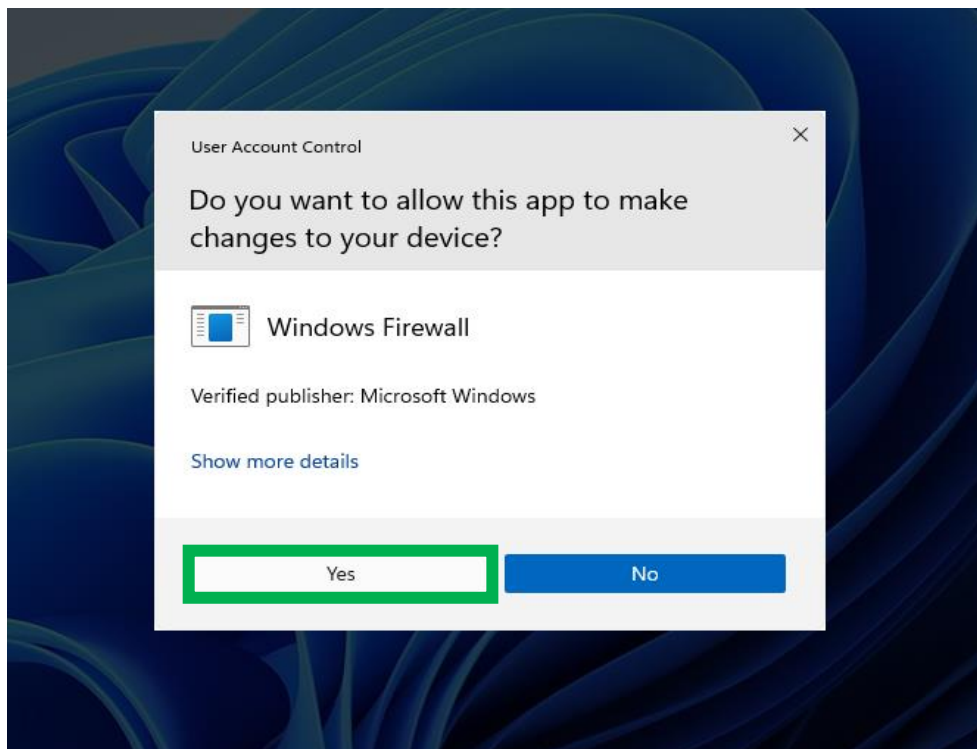 User Account Control
Do you want to allow this app to make
changes to your device?
Windows Firewall
Verified publisher: Microsoft Windows
Show more details
Yes
No